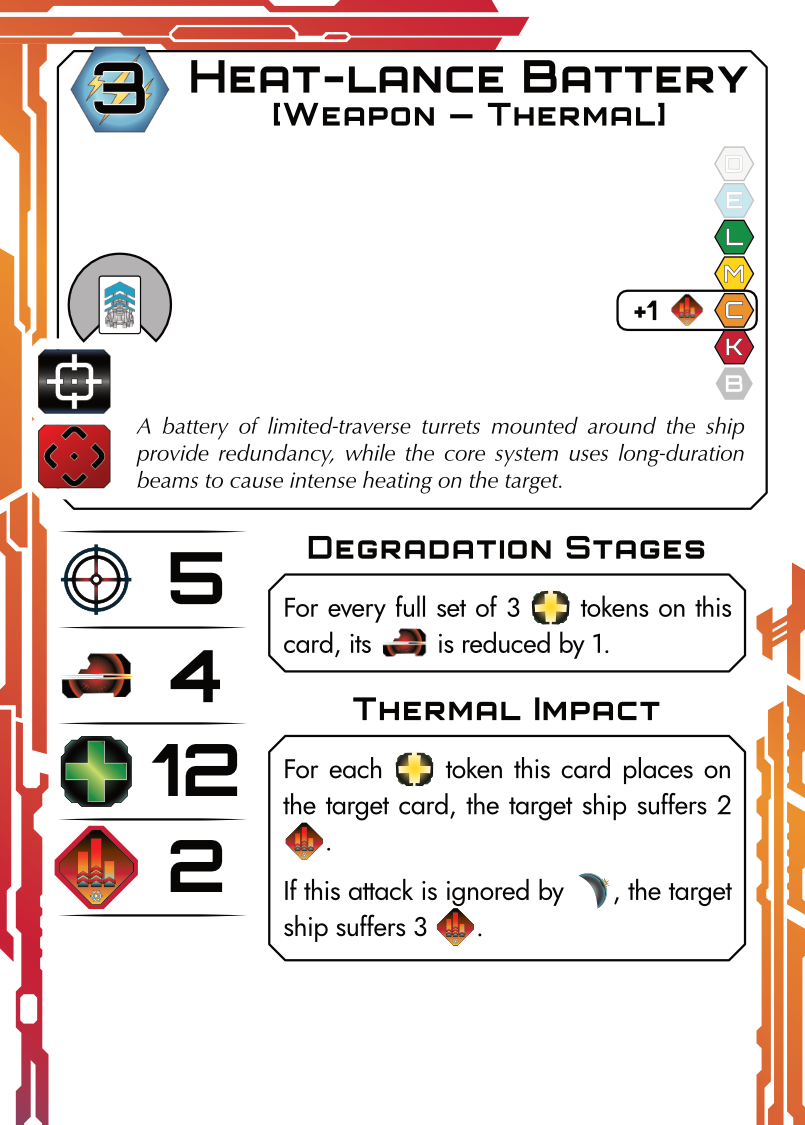 3
HEAT-LANCE BATTERY
[WEAPON – THERMAL]
D
E
L
M
+1 C
K
B
A battery of limited-traverse turrets mounted around the ship
provide redundancy, while the core system uses long-duration
beams to cause intense heating on the target.
5
4
12
2
DEGRADATION STAGES
For every full set of 3 tokens on this
card, its is reduced by 1.
THERMAL IMPACT
For each token this card places on
the target card, the target ship suffers 2
.
If this attack is ignored by , the target
ship suffers 3 .